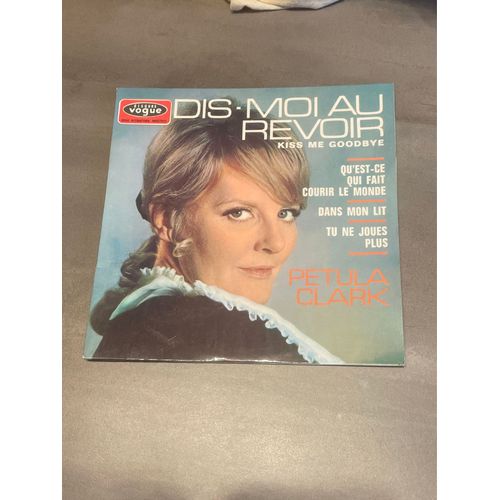 DISQUES
vogue
DIS-MOI AU
REVOIR
KISS ME GOODBYE
QU'EST-CE
QUI FAIT
COURIR LE MONDE
DANS MON LIT
TU NE JOUES
PLUS
PETULA
CLARK